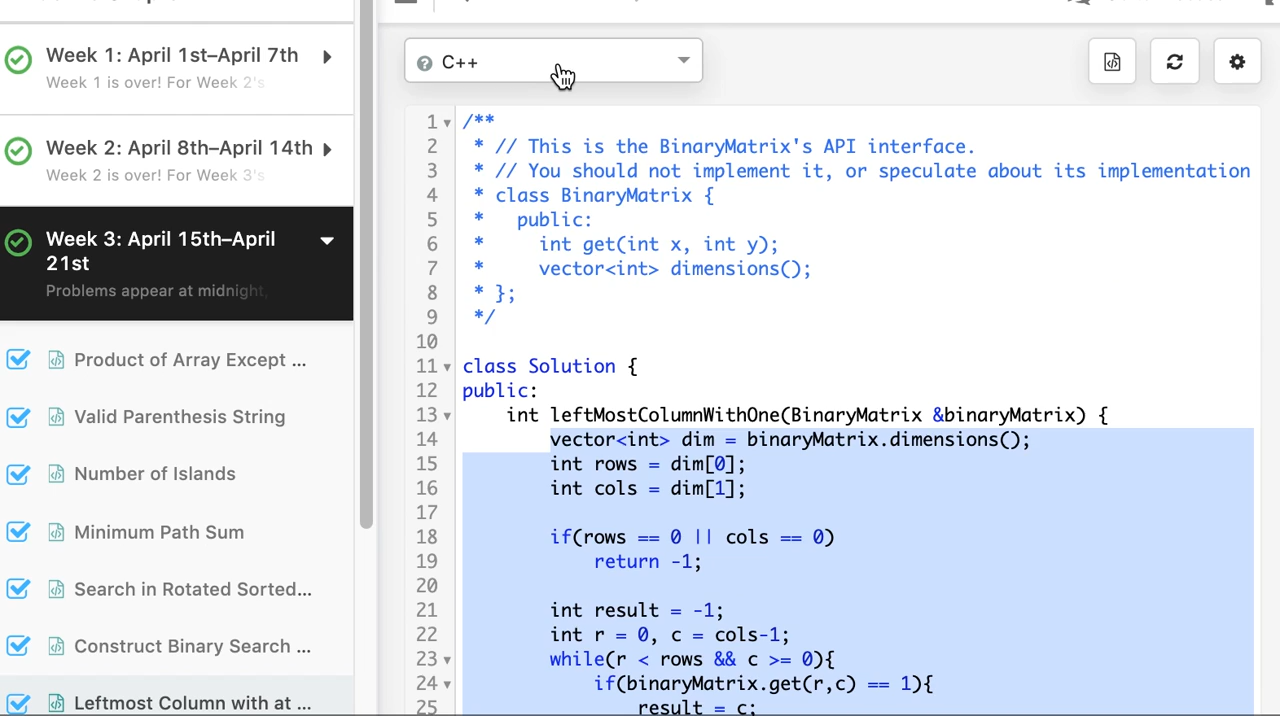 Week 1: April 1st–April 7th
Week 1 is over! For Week 2's
Week 2: April 8th–April 14th
Week 2 is over! For Week 3's
Week 3: April 15th–April
21st
Problems appear at midnight,
Product of Array Except ...
Valid Parenthesis String
Number of Islands
Minimum Path Sum
Search in Rotated Sorted...
Construct Binary Search ...
Leftmost Column with at ...
? C++
1 /**
2 * // This is the BinaryMatrix's API interface.
3 * // You should not implement it, or speculate about its implementation
4 * class BinaryMatrix {
5 * public:
6 * int get(int x, int y);
7 * vector<int> dimensions();
8 * };
9 */
10
11 class Solution {
12 public:
13 int leftMostColumnWithOne(BinaryMatrix &binaryMatrix) {
14 vector<int> dim = binaryMatrix.dimensions();
15 int rows = dim[0];
16 int cols = dim[1];
17
18 if(rows == 0 || cols == 0)
19 return -1;
20
21 int result = -1;
22 int r = 0, c = cols-1;
23 while(r < rows && c >= 0){
24 if(binaryMatrix.get(r,c) == 1){
25 result = c;